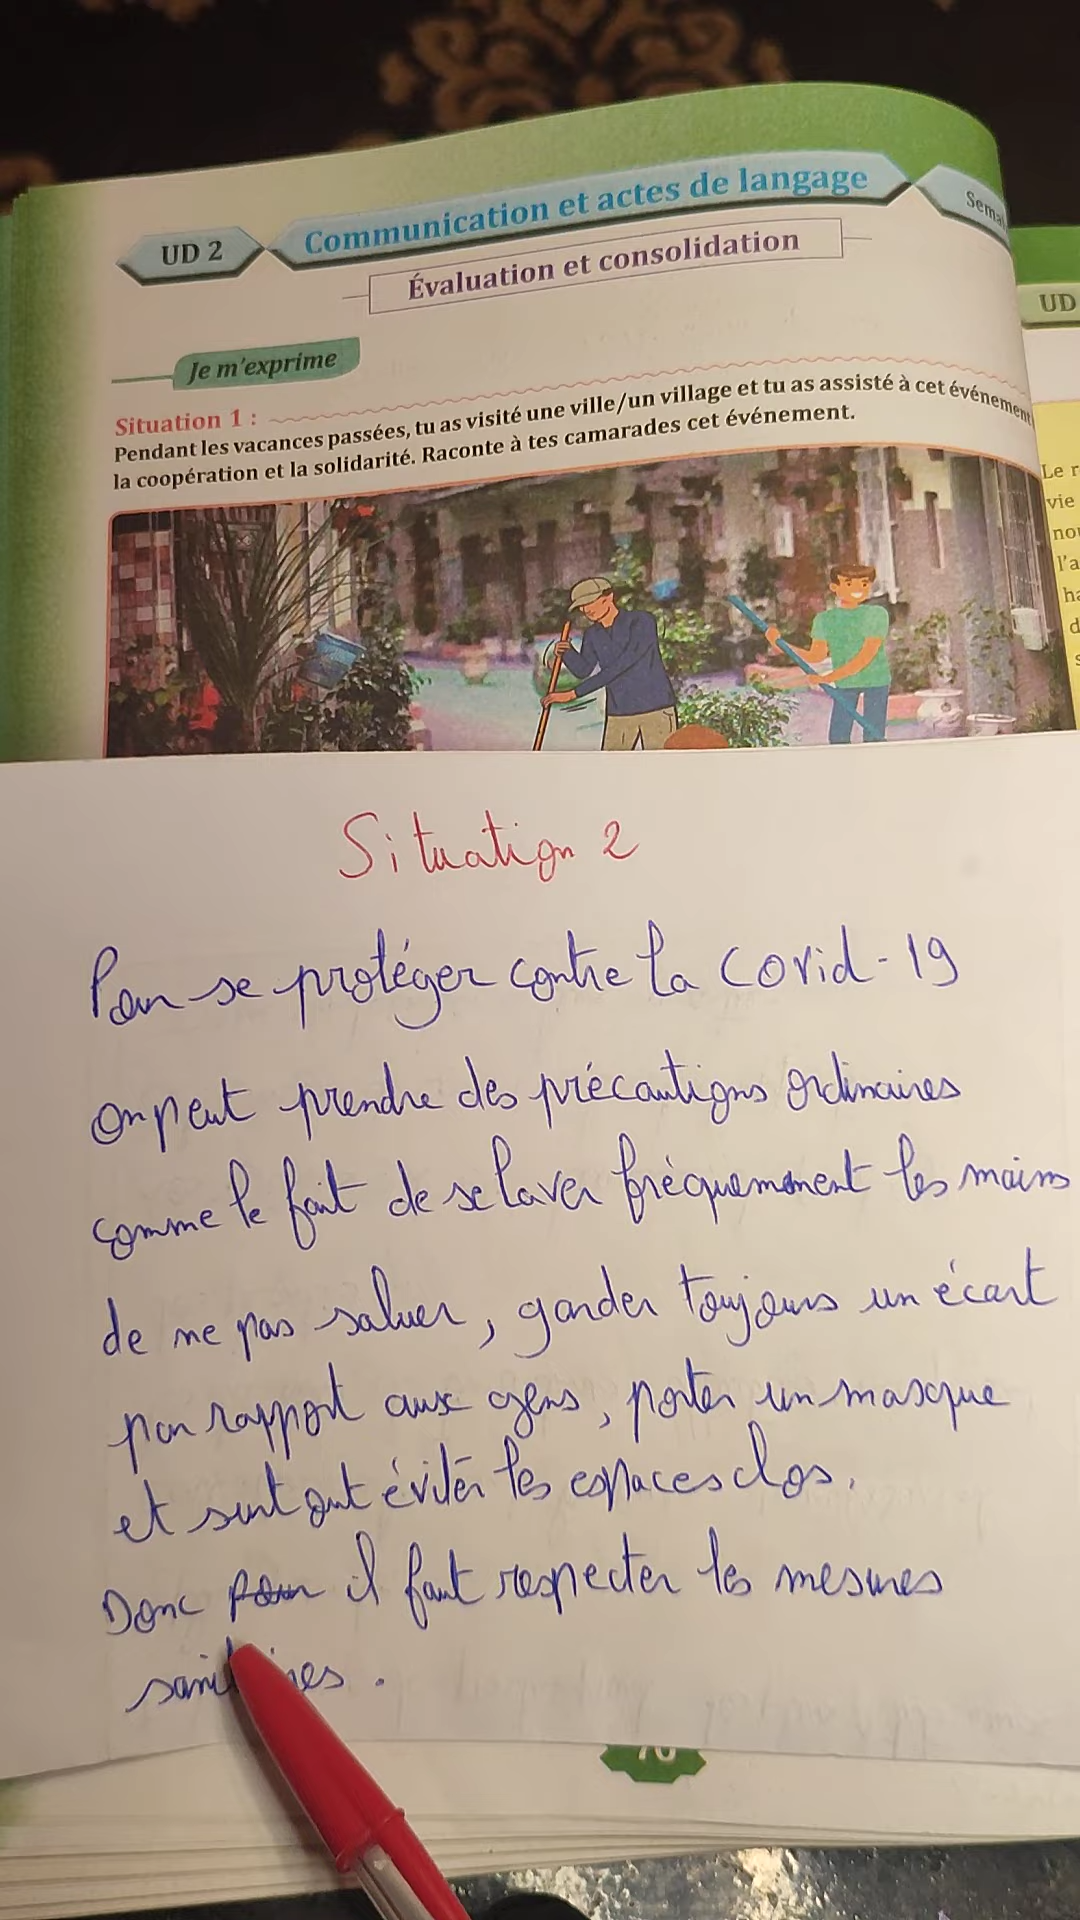 UD 2
Communication et actes de langage
Évaluation et consolidation
Je m'exprime
Situation 1 :
Pendant les vacances passées, tu as visité une ville/un village et tu as assisté à cet événement
la coopération et la solidarité. Raconte à tes camarades cet événement.
UD
Le r
vie
l'a
Situation 2
Pour se protéger contre la covid-19
on peut prendre des précautions ordinaires
comme le fait de se laver fréquemment les mains
de ne pas saluer, garder toujours un écart
par rapport aux gens, porter un masque
et surtout éviter les espaces clos.
Donc il faut respecter les mesures
sanitaires.